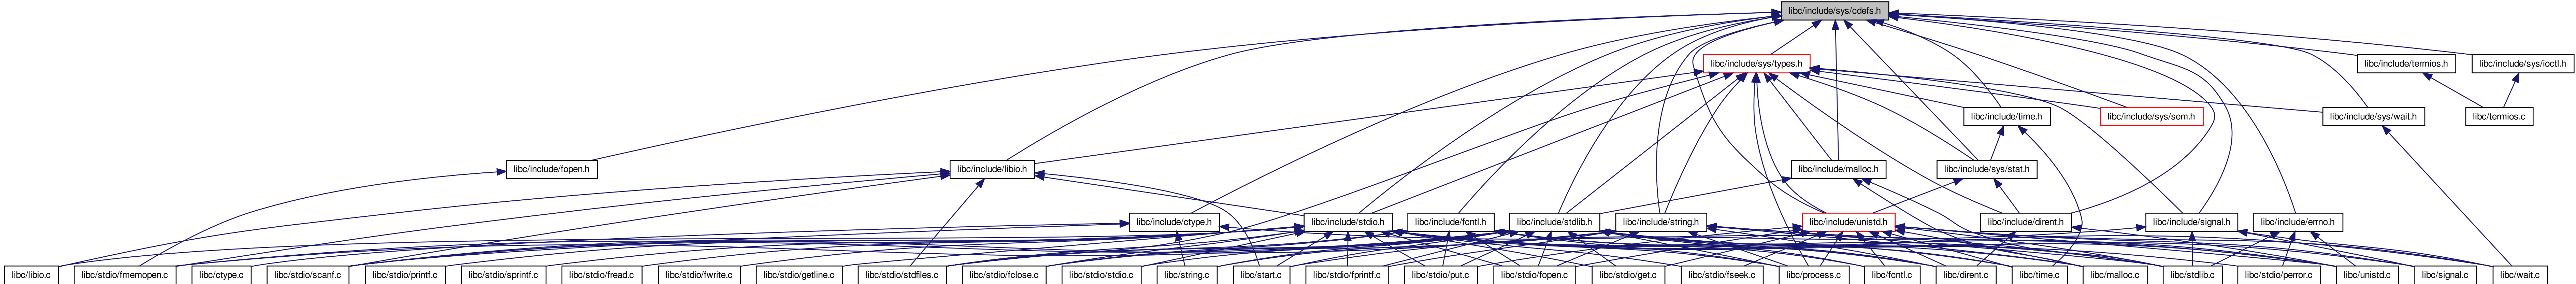 libc/include/sys/cdefs.h
libc/include/sys/types.h
libc/include/termios.h
libc/include/sys/ioctl.h
libc/include/time.h
libc/include/sys/sem.h
libc/include/sys/wait.h
libc/termios.c
libc/include/fopen.h
libc/include/libio.h
libc/include/malloc.h
libc/include/sys/stat.h
libc/include/ctype.h
libc/include/stdio.h
libc/include/fcntl.h
libc/include/stdlib.h
libc/include/string.h
libc/include/unistd.h
libc/include/dirent.h
libc/include/signal.h
libc/include/errno.h
libc/libio.c
libc/stdio/fmemopen.c
libc/ctype.c
libc/stdio/scanf.c
libc/stdio/printf.c
libc/stdio/sprintf.c
libc/stdio/fread.c
libc/stdio/fwrite.c
libc/stdio/getline.c
libc/stdio/stdfiles.c
libc/stdio/fclose.c
libc/stdio/stdio.c
libc/string.c
libc/start.c
libc/stdio/fprintf.c
libc/stdio/put.c
libc/stdio/fopen.c
libc/stdio/get.c
libc/stdio/fseek.c
libc/process.c
libc/fcntl.c
libc/dirent.c
libc/time.c
libc/malloc.c
libc/stdlib.c
libc/stdio/perror.c
libc/unistd.c
libc/signal.c
libc/wait.c